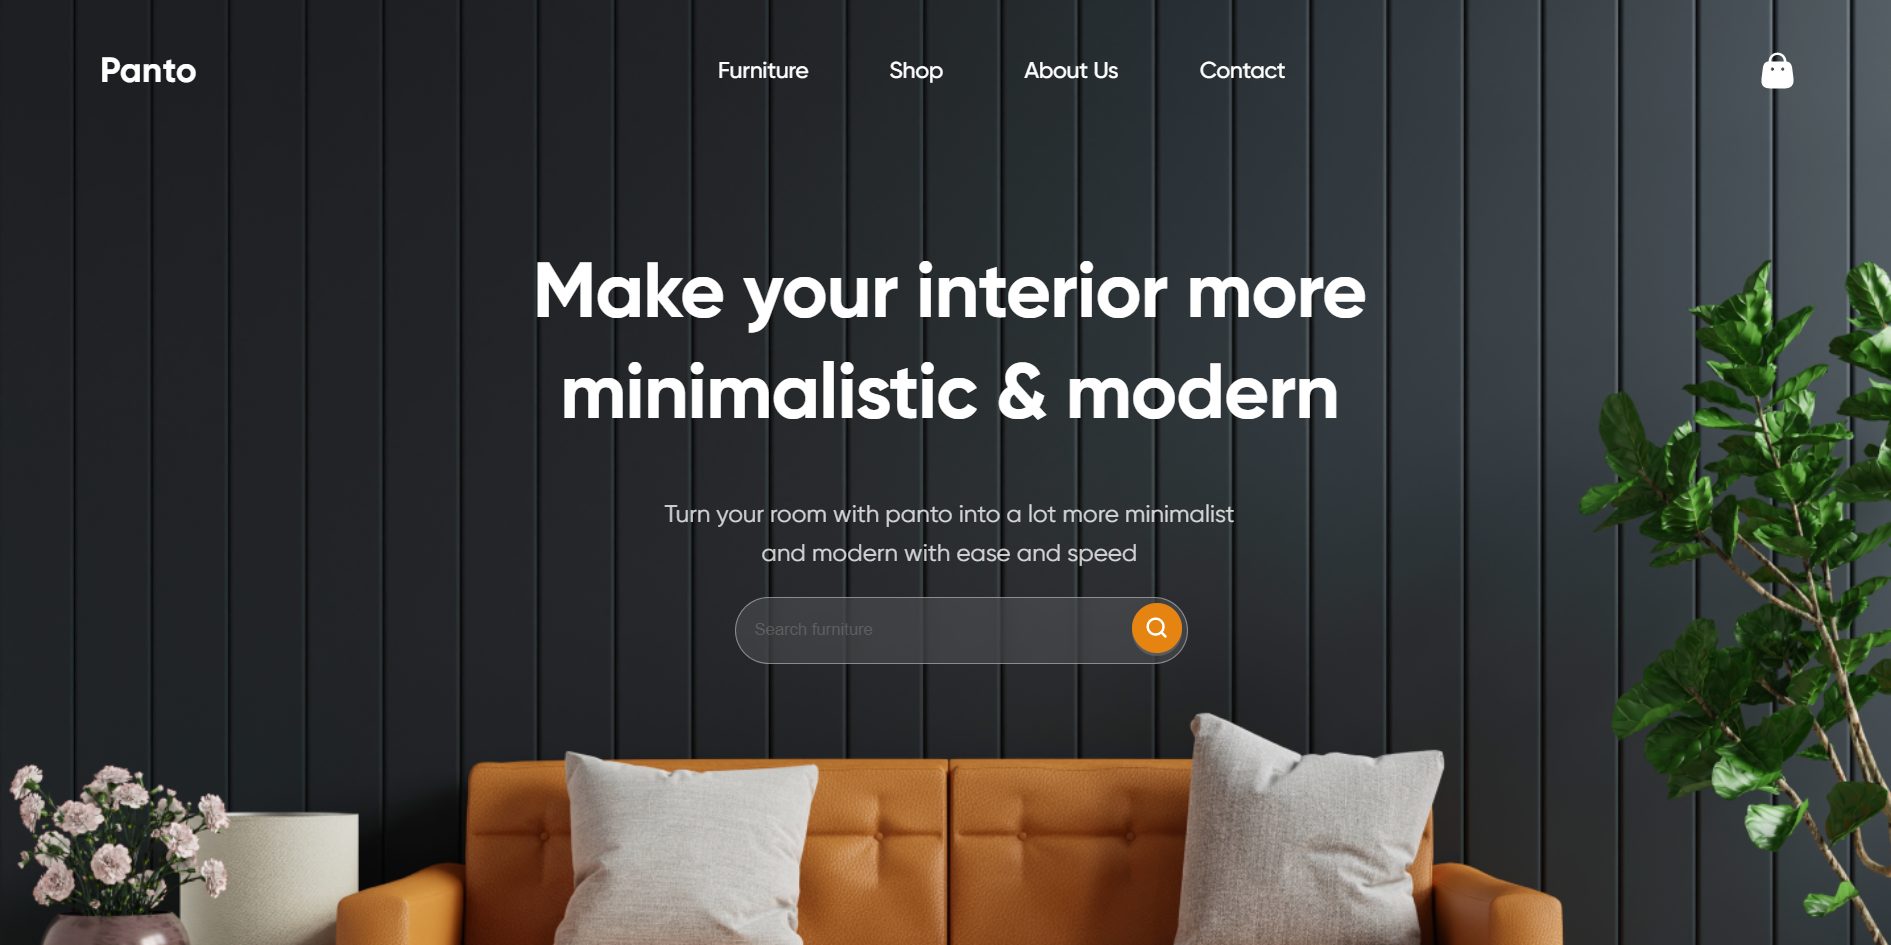 Panto
Furniture
Shop
About Us
Contact
Make your interior more
minimalistic & modern
Turn your room with panto into a lot more minimalist
and modern with ease and speed
Search furniture